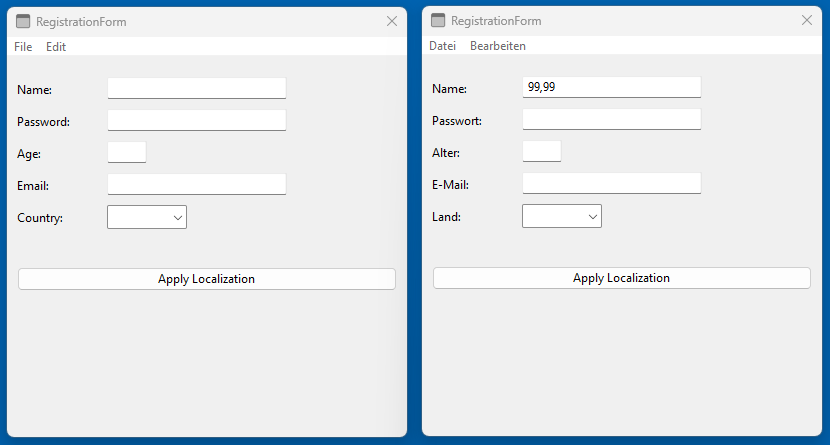 RegistrationForm
File Edit
Name:
Password:
Age:
Email:
Country:
Apply Localization
RegistrationForm
Datei Bearbeiten
Name: 99,99
Passwort:
Alter:
E-Mail:
Land:
Apply Localization